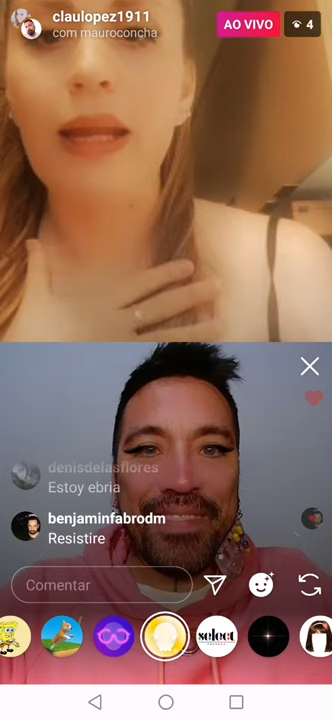 claulopez1911
com mauroconcha
AO VIVO
4
denisdelasflores
Estoy ebria
benjaminfabrodm
Resistire
Comentar
select